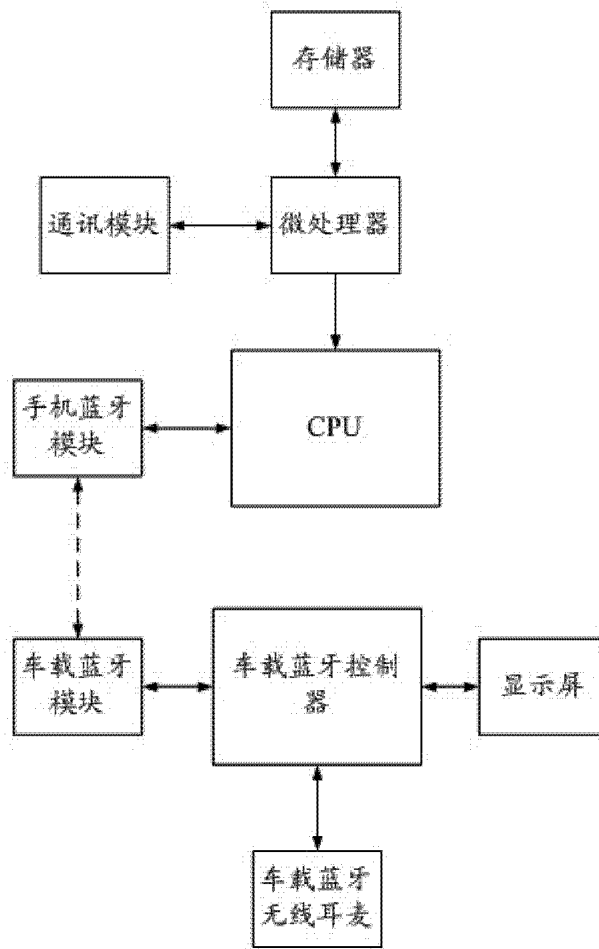 存储器
通讯模块
微处理器
手机蓝牙
模块
CPU
车载蓝牙
模块
车载蓝牙控制
器
显示屏
车载蓝牙
无线耳麦